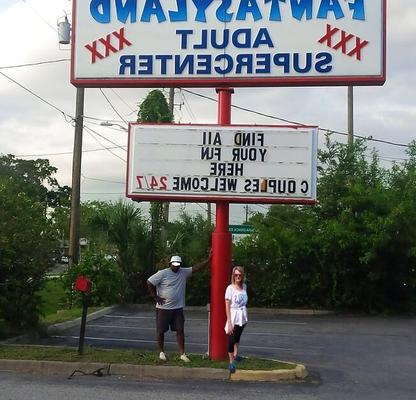 FANTASYLAND
XXX ADULT XXX
SUPERCENTER
FIND ALL
YOUR FUN
HERE
COUPLES WELCOME 24/7